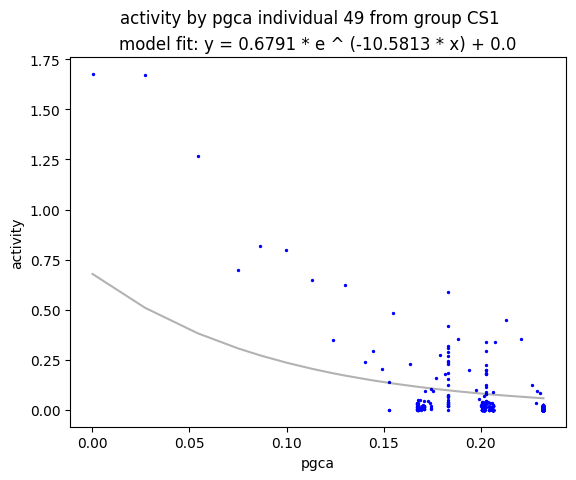 activity by pgca individual 49 from group CS1
model fit: y = 0.6791 * e ^ (-10.5813 * x) + 0.0
1.75
1.50
1.25
1.00
0.75
0.50
0.25
0.00
activity
0.00 0.05 0.10 0.15 0.20
pgca